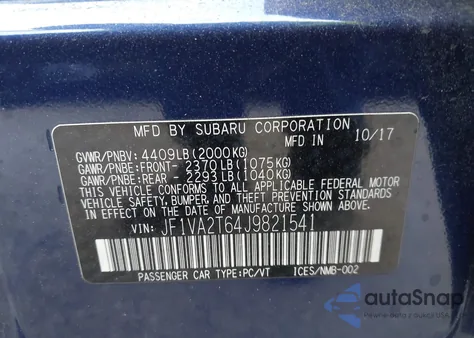 MFD BY SUBARU CORPORATION
MFD IN 10/17
GVWR/PNBV: 4409LB(2000KG)
GAWR/PNBE:FRONT- 2370LB(1075KG)
GAWR/PNBE:REAR - 2293LB(1040KG)
THIS VEHICLE CONFORMS TO ALL APPLICABLE FEDERAL MOTOR
VEHICLE SAFETY, BUMPER, AND THEFT PREVENTION STANDARDS
IN EFFECT ON THE DATE OF MANUFACTURE SHOWN ABOVE.
VIN: JF1VA2T64J9821541
PASSENGER CAR TYPE:PC/VT ICES/NMB-002
autoSnap